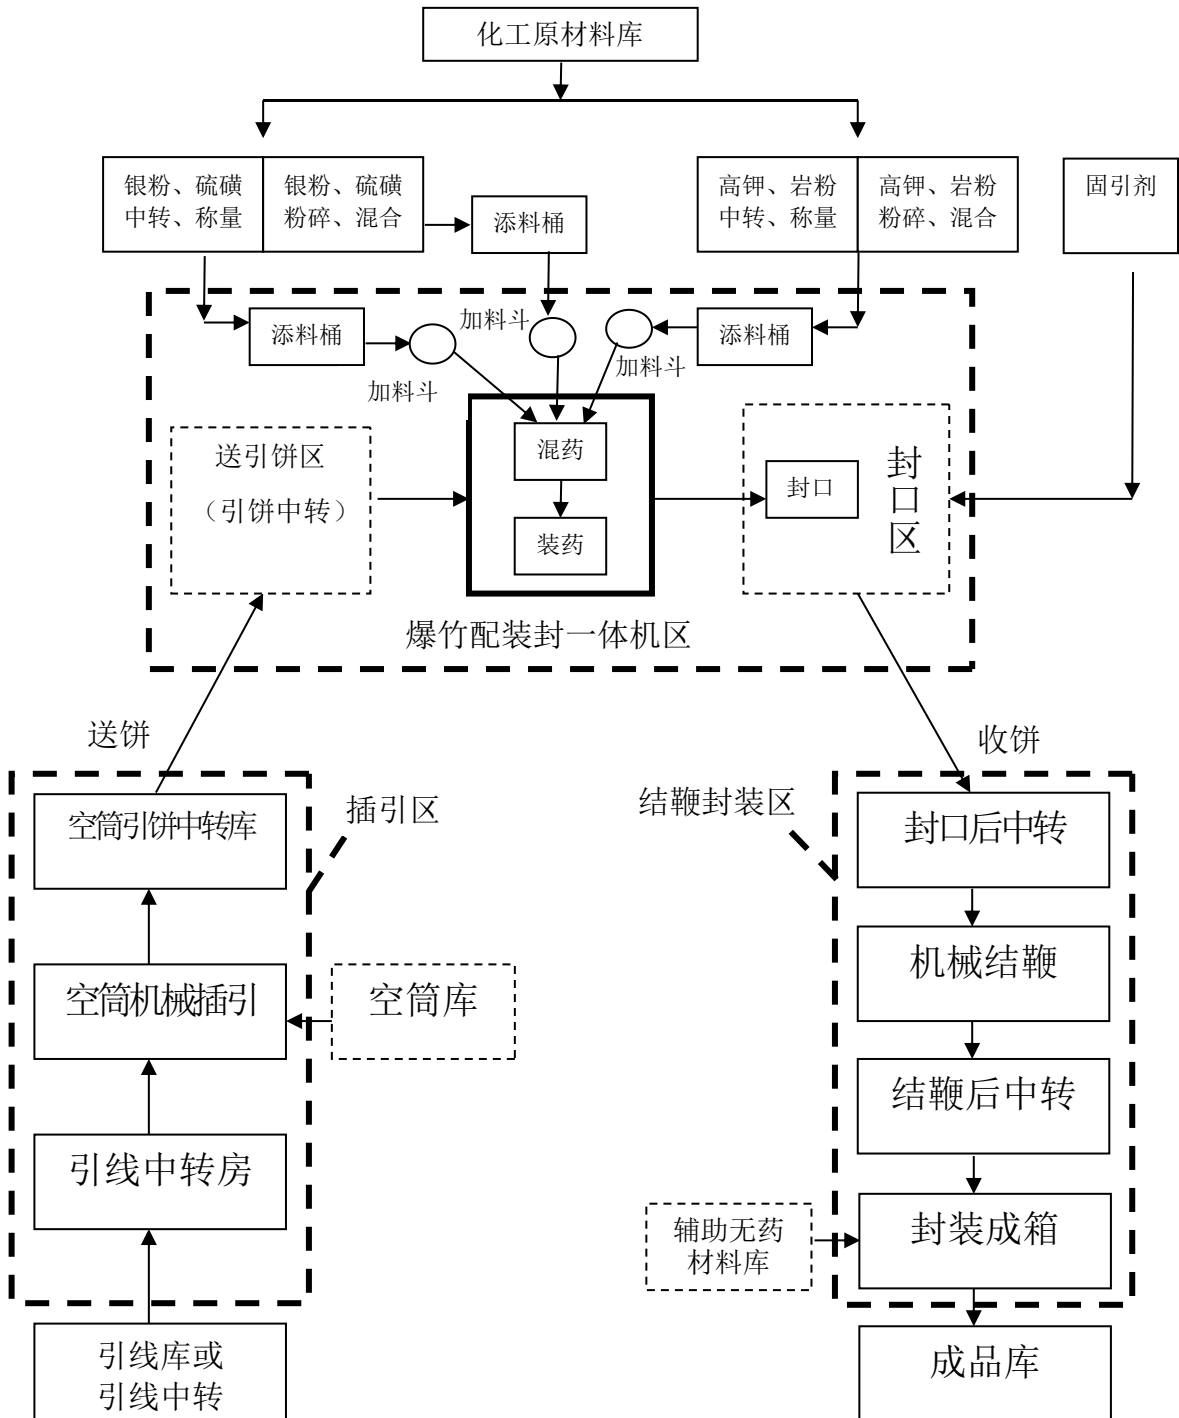 化工原材料库
银粉、硫磺
中转、称量
银粉、硫磺
粉碎、混合
添料桶
高钾、岩粉
中转、称量
高钾、岩粉
粉碎、混合
固引剂
添料桶
加料斗
加料斗
加料斗
添料桶
送引饼区
（引饼中转）
混药
装药
封口
封口区
爆竹配装封一体机区
送饼
收饼
插引区
结鞭封装区
空筒引饼中转库
空筒机械插引
空筒库
引线中转房
引线库或
引线中转
封口后中转
机械结鞭
结鞭后中转
辅助无药
材料库
封装成箱
成品库